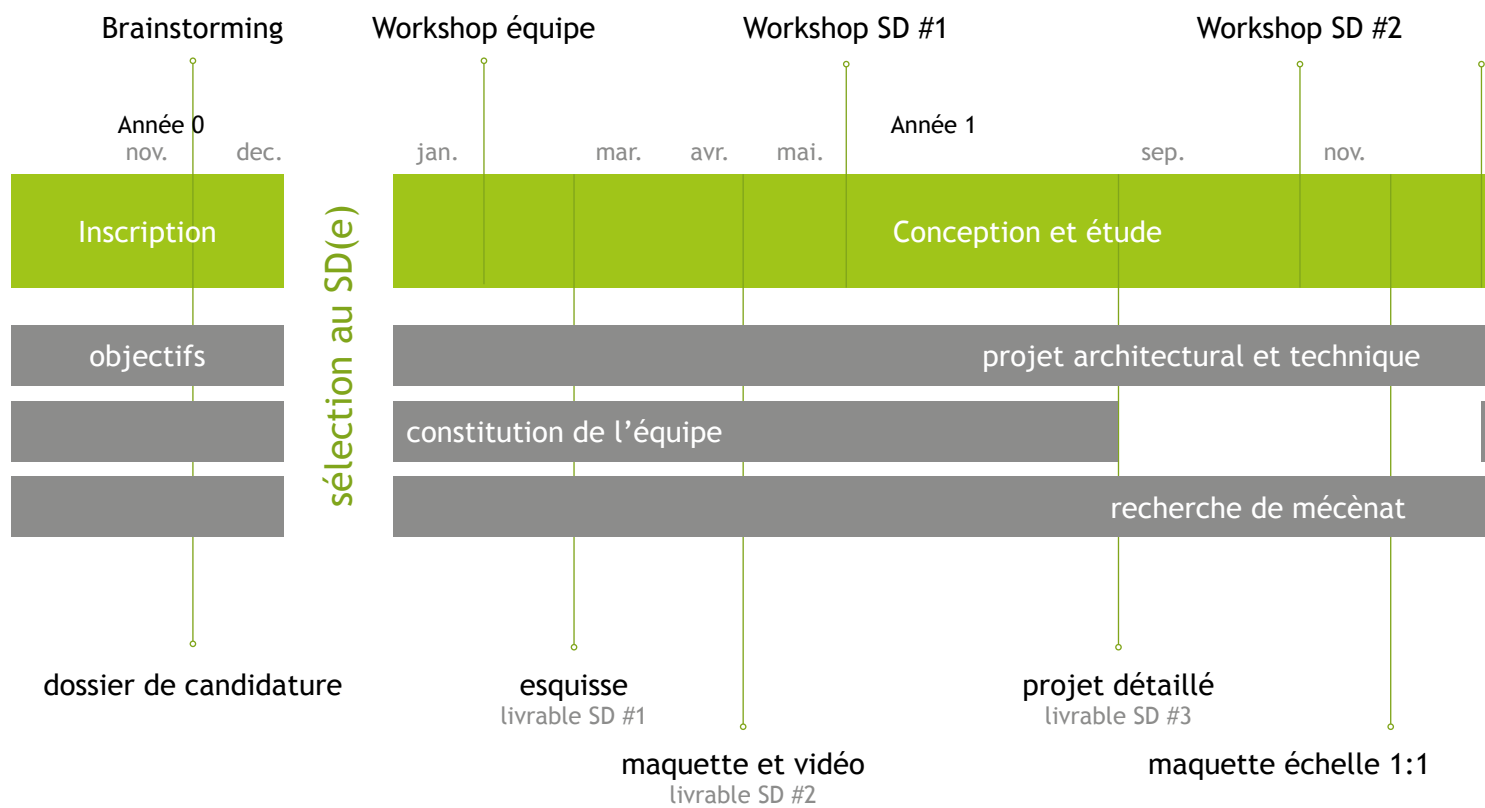 Brainstorming
Workshop équipe
Workshop SD #1
Workshop SD #2
Année 0
Année 1
nov.
dec.
jan.
mar.
avr.
mai.
sep.
nov.
Inscription
sélection au SD(e)
Conception et étude
objectifs
projet architectural et technique
constitution de l’équipe
recherche de mécènat
dossier de candidature
esquisse
livrable SD #1
projet détaillé
livrable SD #3
maquette et vidéo
livrable SD #2
maquette échelle 1:1